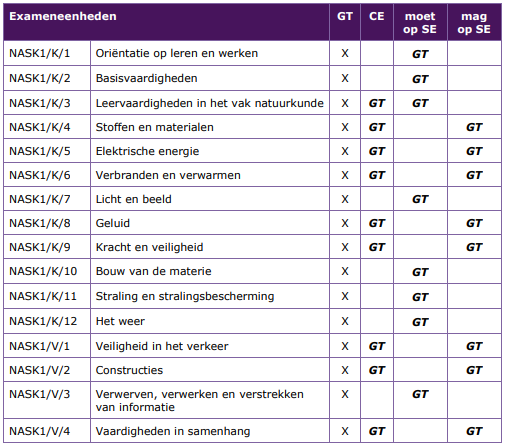 Exameneenheden GT CE moet op SE mag op SE
NASK1/K/1 Oriëntatie op leren en werken X GT
NASK1/K/2 Basisvaardigheden X GT
NASK1/K/3 Leervaardigheden in het vak natuurkunde X GT GT
NASK1/K/4 Stoffen en materialen X GT GT
NASK1/K/5 Elektrische energie X GT GT
NASK1/K/6 Verbranden en verwarmen X GT GT
NASK1/K/7 Licht en beeld X GT
NASK1/K/8 Geluid X GT GT
NASK1/K/9 Kracht en veiligheid X GT GT
NASK1/K/10 Bouw van de materie X GT
NASK1/K/11 Straling en stralingsbescherming X GT
NASK1/K/12 Het weer X GT
NASK1/V/1 Veiligheid in het verkeer X GT GT
NASK1/V/2 Constructies X GT GT
NASK1/V/3 Verwerven, verwerken en verstrekken X GT
van informatie
NASK1/V/4 Vaardigheden in samenhang X GT GT